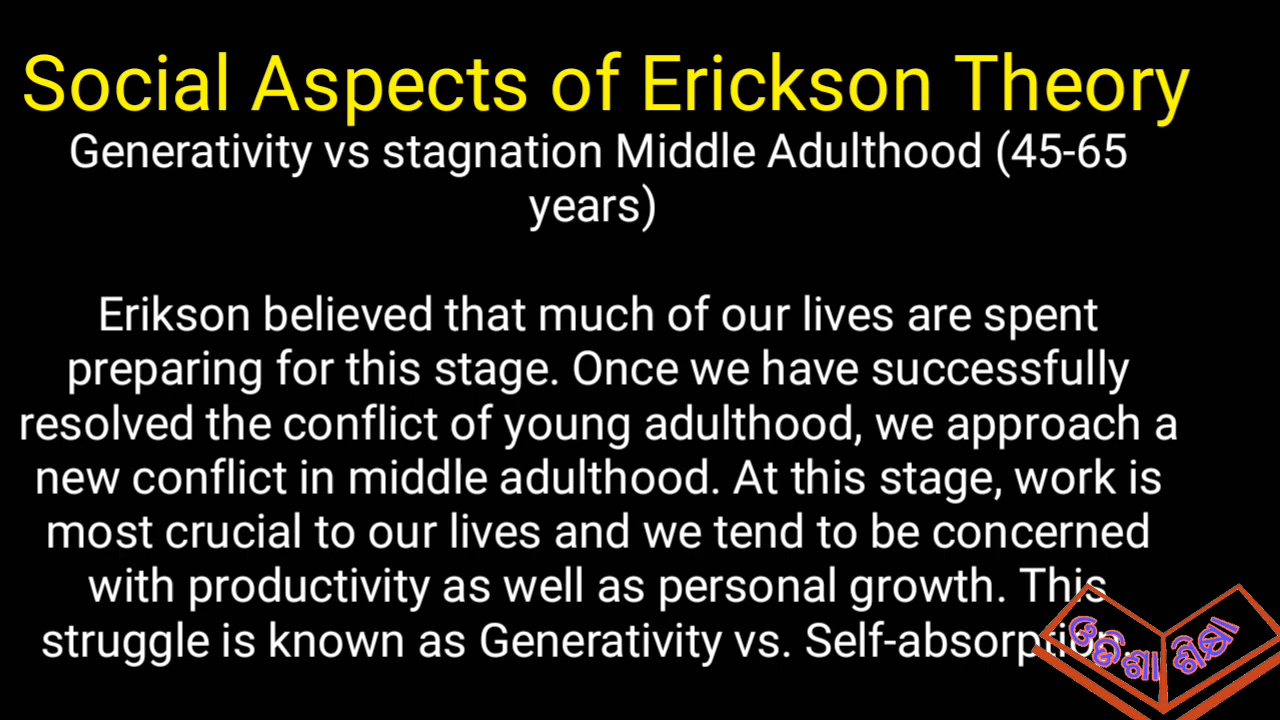 Social Aspects of Erickson Theory
Generativity vs stagnation Middle Adulthood (45-65
years)
Erikson believed that much of our lives are spent
preparing for this stage. Once we have successfully
resolved the conflict of young adulthood, we approach a
new conflict in middle adulthood. At this stage, work is
most crucial to our lives and we tend to be concerned
with productivity as well as personal growth. This
struggle is known as Generativity vs. Self-absorption.
ଓଡିଶା ଶିକ୍ଷା